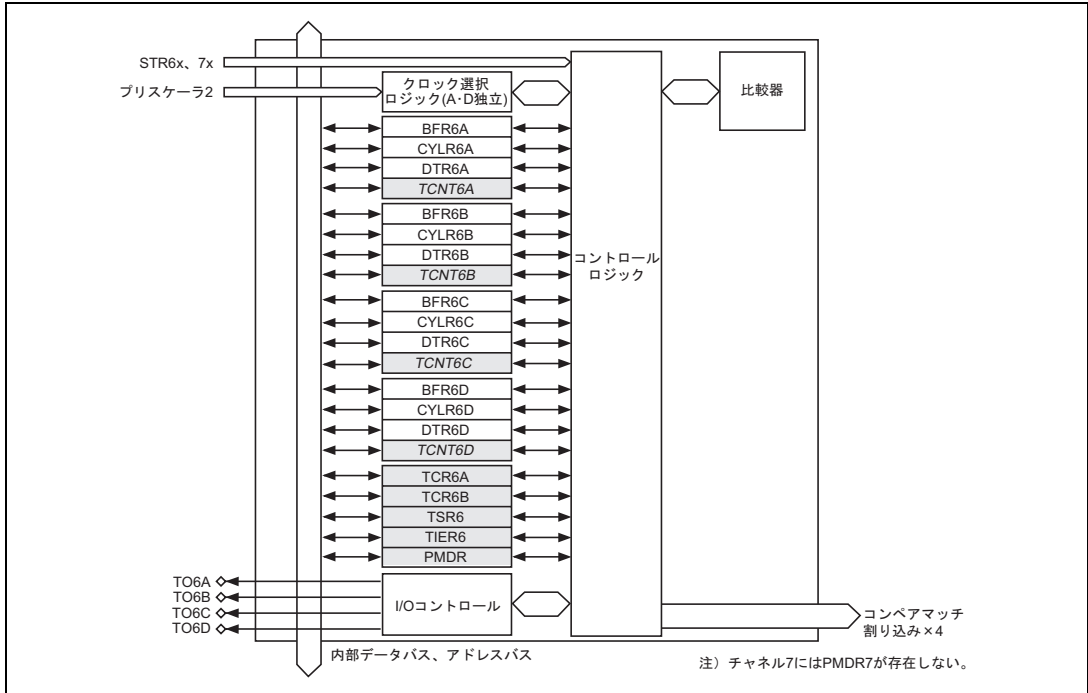 STR6x、7x
プリスケーラ2
クロック選択
ロジック(A･D独立)
比較器
BFR6A
CYLR6A
DTR6A
TCNT6A
BFR6B
CYLR6B
DTR6B
TCNT6B
コントロール
ロジック
BFR6C
CYLR6C
DTR6C
TCNT6C
BFR6D
CYLR6D
DTR6D
TCNT6D
TCR6A
TCR6B
TSR6
TIER6
PMDR
TO6A
TO6B
TO6C
TO6D
I/Oコントロール
コンペアマッチ
割り込み×4
内部データバス、アドレスバス
注）チャネル7にはPMDR7が存在しない。